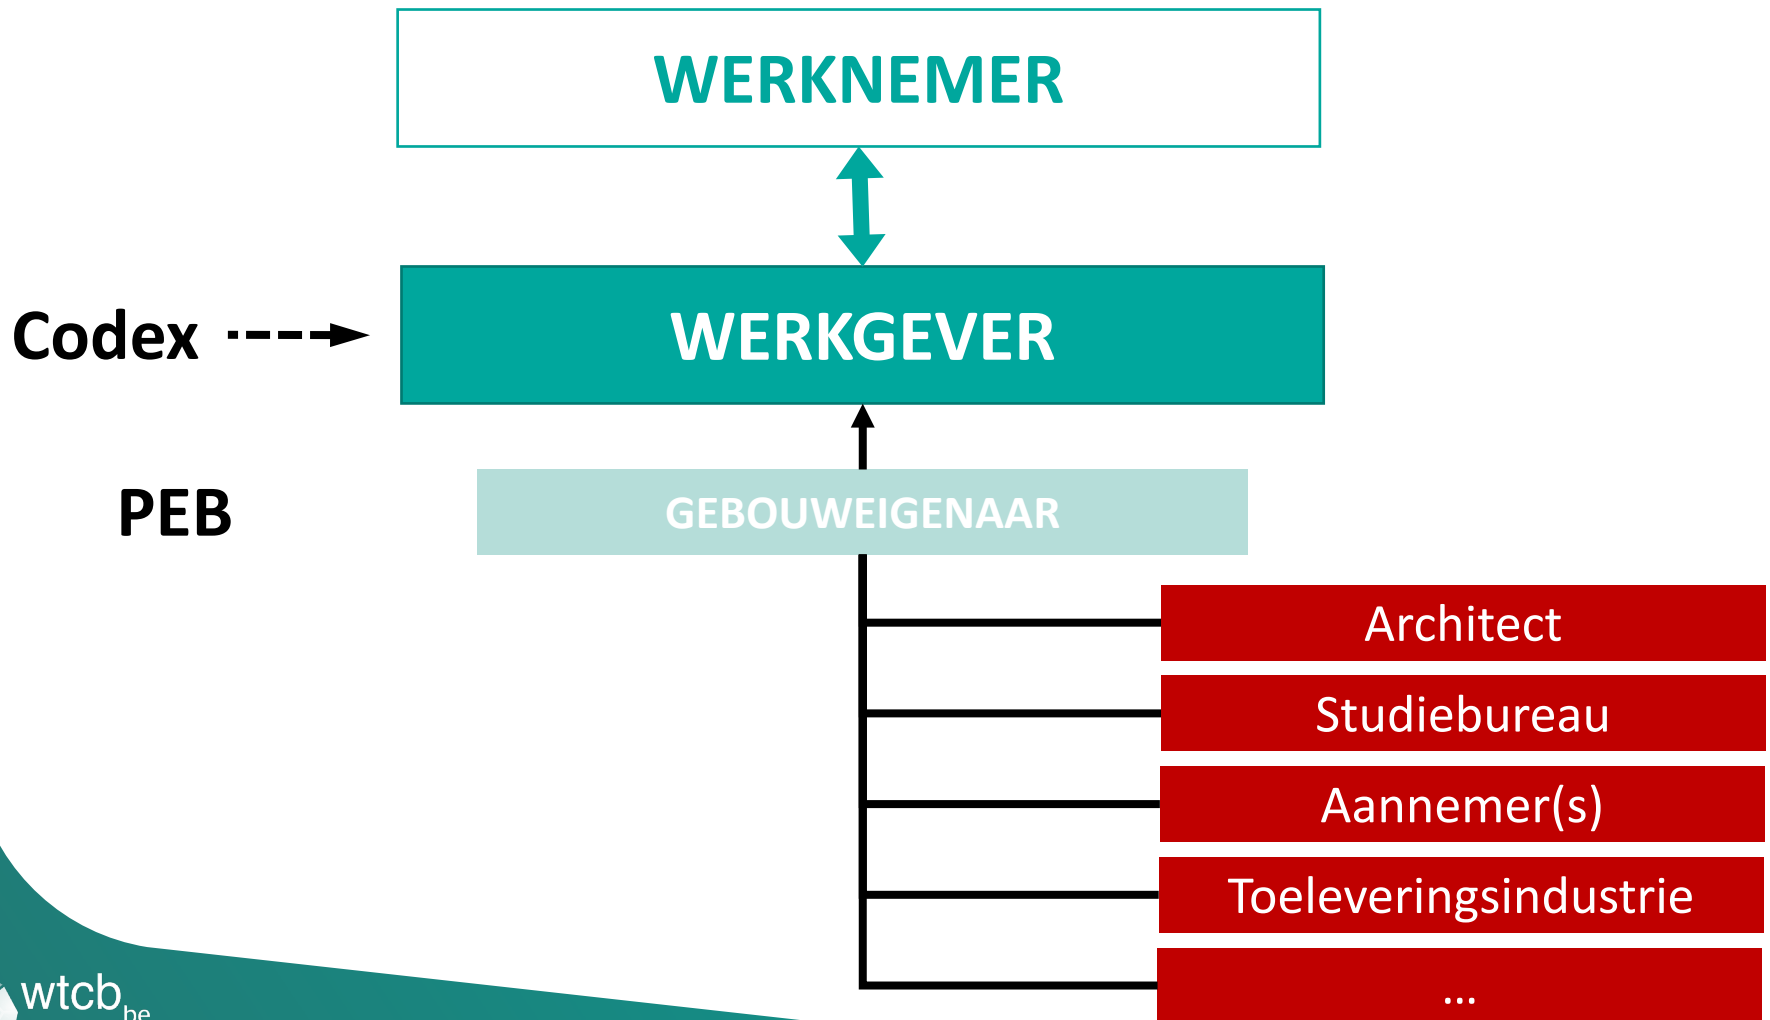 WERKNEMER
Codex
WERKGEVER
PEB
GEBOUWEIGENAAR
Architect
Studiebureau
Aannemer(s)
Toeleveringsindustrie
...
wtcb.be